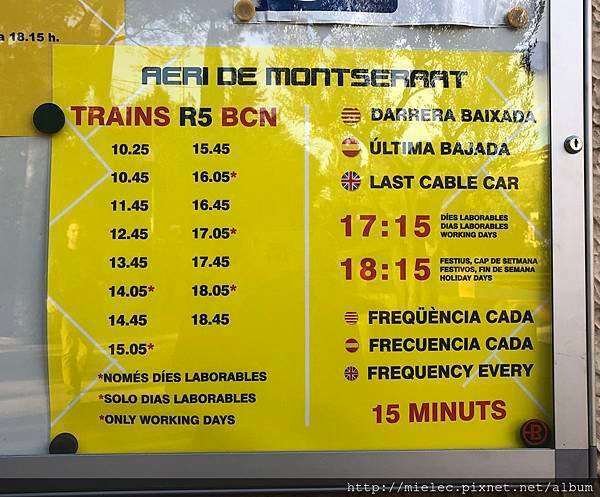 a 18.15 h.
AERI DE MONTSERRAT
TRAINS R5 BCN
10.25 15.45
10.45 16.05*
11.45 16.45
12.45 17.05*
13.45 17.45
14.05* 18.05*
14.45 18.45
15.05*
*NOMÉS DÍES LABORABLES
*SOLO DIAS LABORABLES
*ONLY WORKING DAYS
DARRERA BAIXADA
ÚLTIMA BAJADA
LAST CABLE CAR
17:15
DÍES LABORABLES
DIAS LABORABLES
WORKING DAYS
18:15
FESTIUS, CAP DE SETMANA
FESTIVOS, FIN DE SEMANA
HOLIDAY DAYS
FREQÜÈNCIA CADA
FRECUENCIA CADA
FREQUENCY EVERY
15 MINUTS
http://mielec.pixnet.net/album